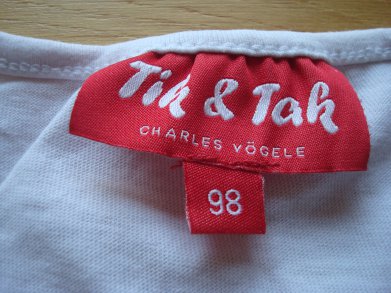 Tik & Tak
CHARLES VÖGELE
98